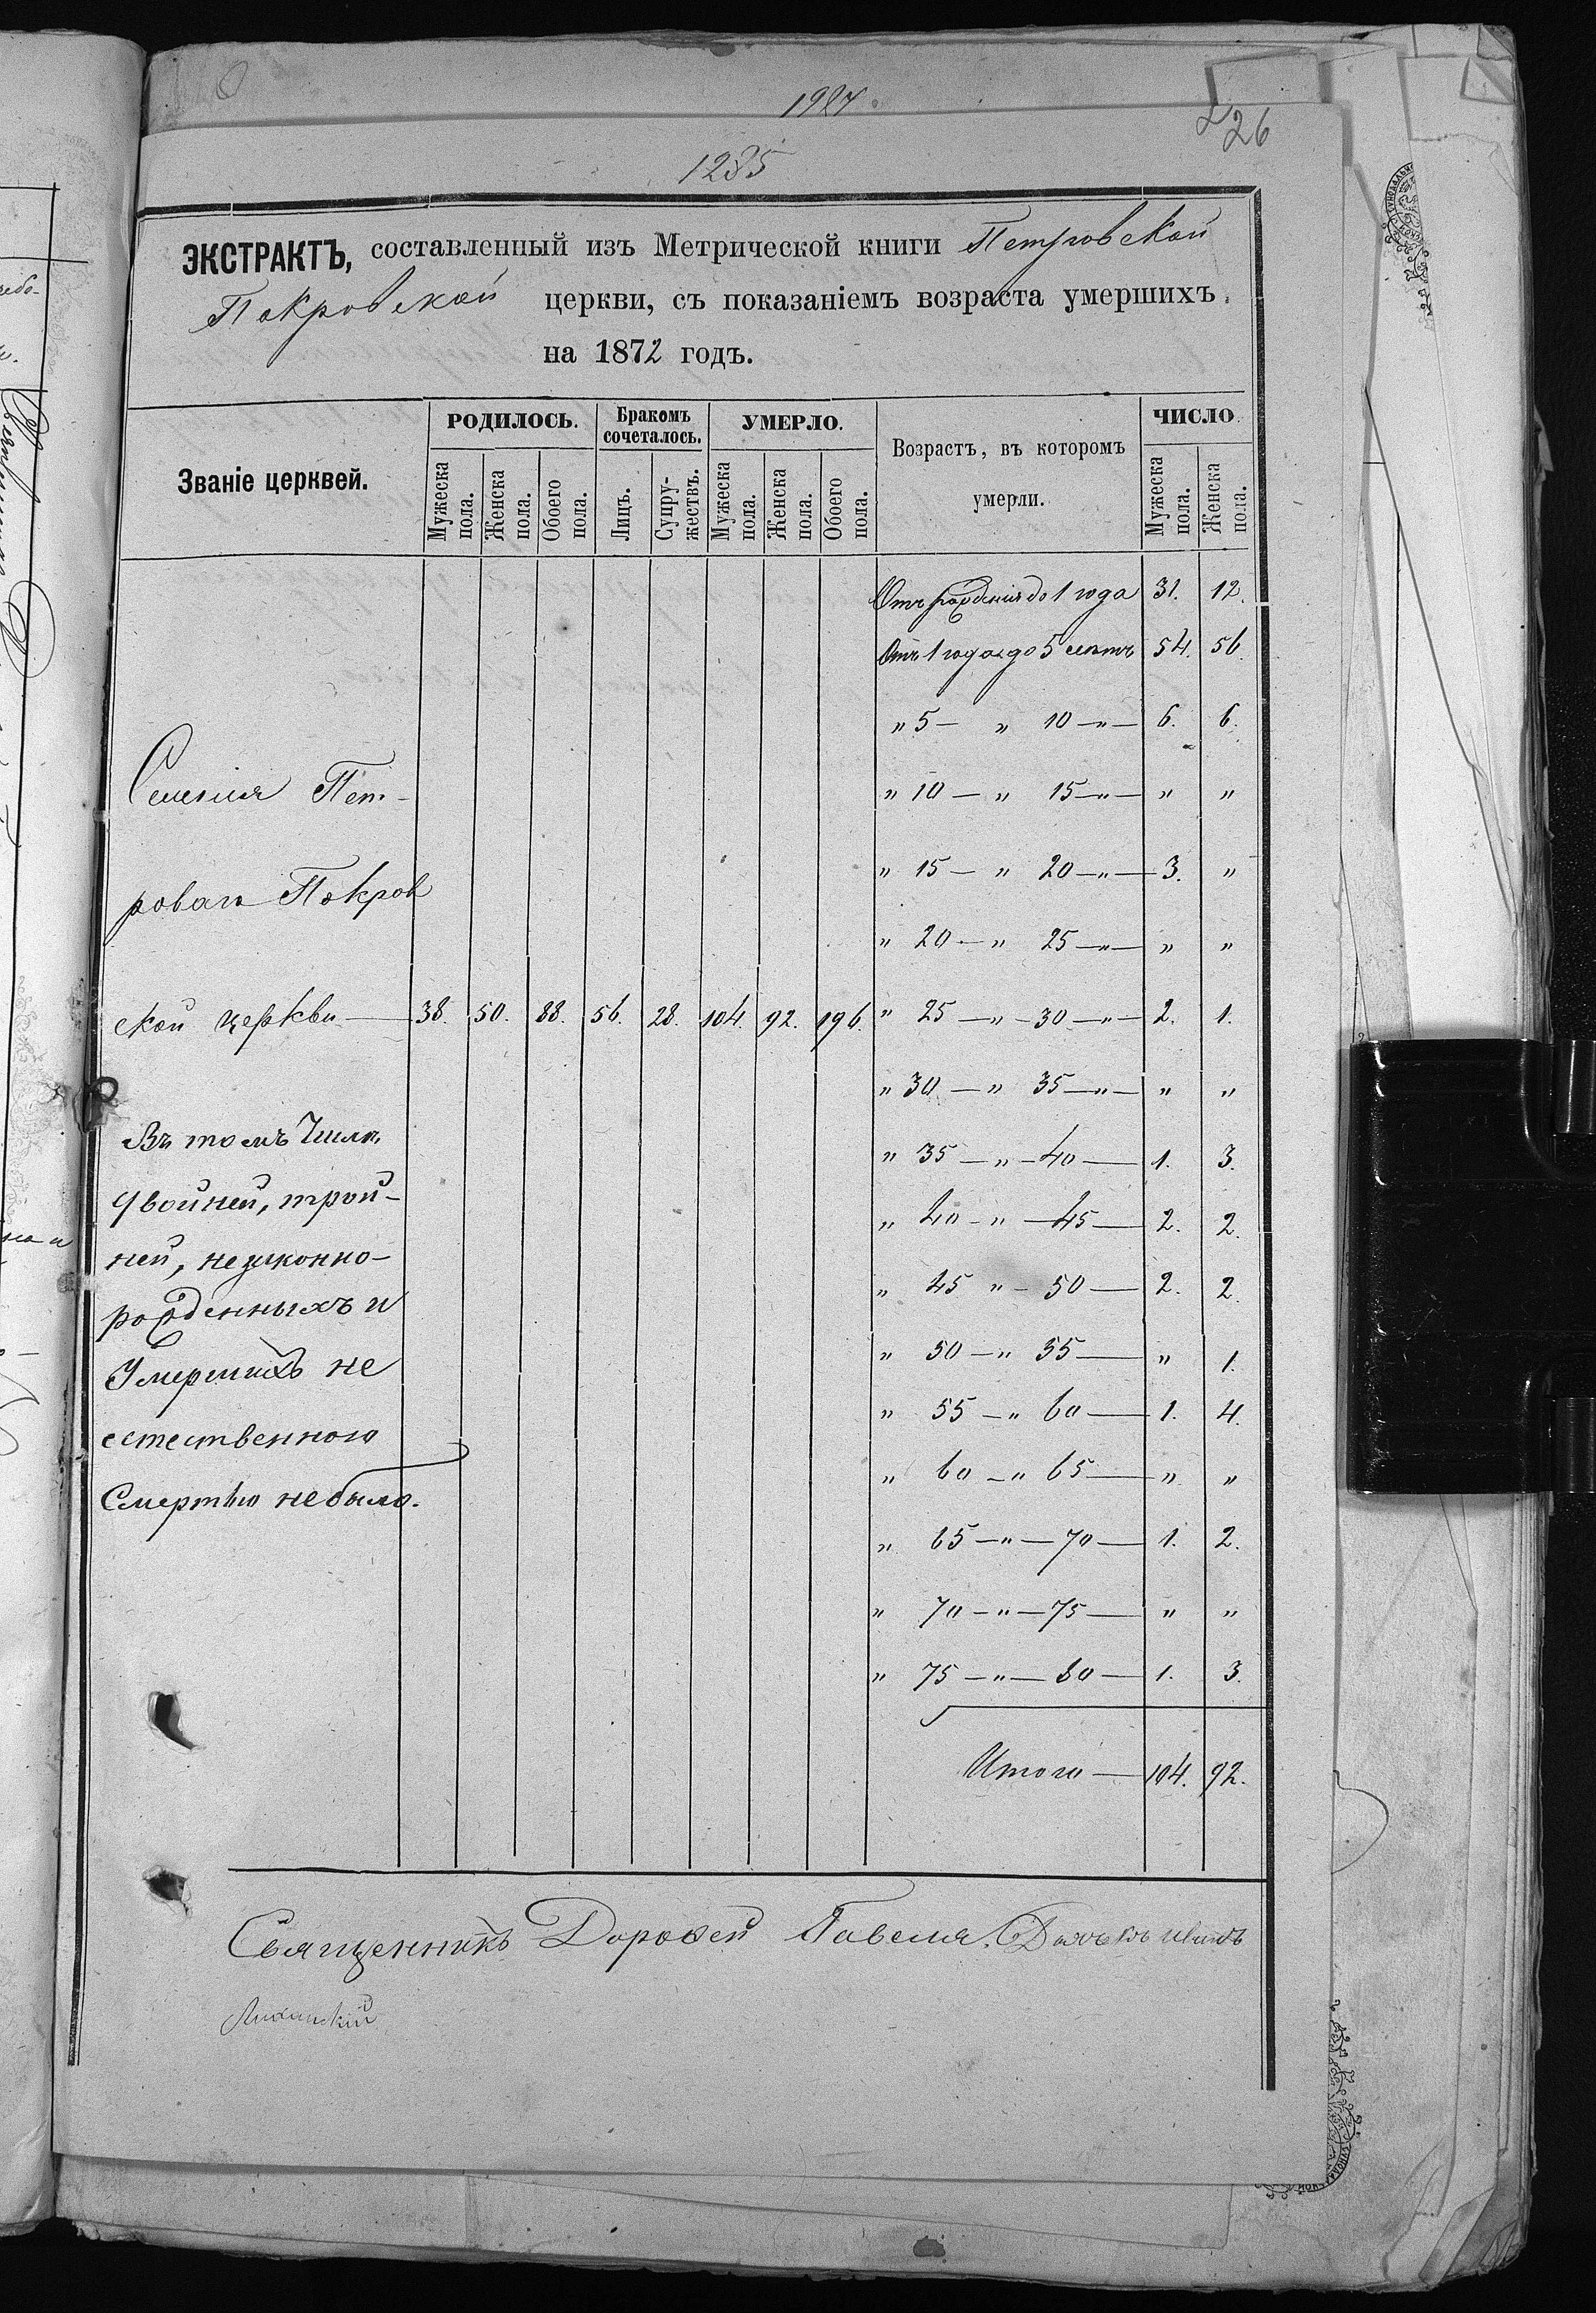 1927
226
1235
ЭКСТРАКТЪ, составленный изъ Метрической книги Петровской
Покровской церкви, съ показаніемъ возраста умершихъ
на 1872 годъ.
Званіе церквей.
РОДИЛОСЬ.
Мужеска пола.
Женска пола.
Обоего пола.
Бракомъ сочеталось.
Лицъ.
Супружествъ.
УМЕРЛО.
Мужеска пола.
Женска пола.
Обоего пола.
Возрастъ, въ которомъ умерли.
ЧИСЛО
Мужеска пола.
Женска пола.
Отъ рожденія до 1 года 31. 12.
Отъ 1 года до 5 летъ 54. 56.
„ 5 — „ 10 —„— 6. 6.
Селенія Пет-
„ 10 — „ 15 —„— „ „
„ 15 — „ 20 —„— 3. „
роваго Покров
„ 20 — „ 25 —„— „ „
ской церкви — 38. 50. 88. 56. 28. 104. 92. 196. „ 25 —„— 30 —„— 2. 1.
„ 30 — „ 35 —„— „ „
Въ томъ числѣ
„ 35 —„— 40 — 1. 3.
двойней, трой-
„ 40 —„— 45 — 2. 2.
ней, незаконно-
„ 45 „ — 50 — 2. 2.
рожденныхъ и
„ 50 —„ 55 — „ 1.
Умершихъ не
„ 55 —„ 60 — 1. 4.
естественною
„ 60 —„ 65 — „ „
Смертью небыло.
„ 65 —„— 70 — 1. 2.
„ 70 —„— 75 — „ „
„ 75 —„— 80 — 1. 3.
Итого — 104. 92.
Священникъ Дорофей Гавеля. Дьячекъ